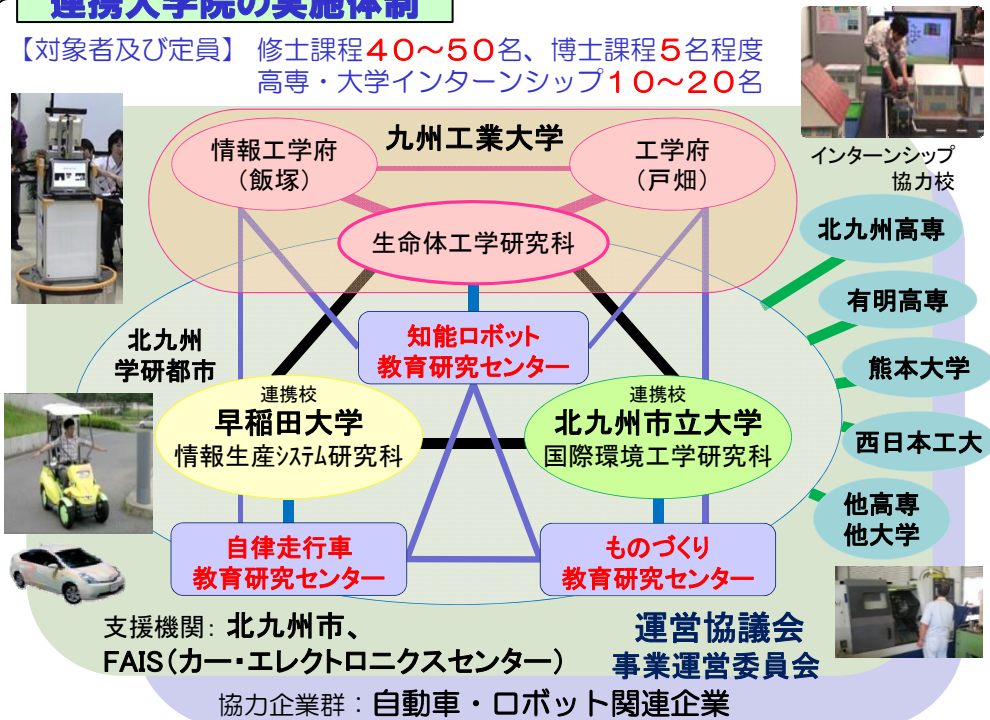 連携大学院の実施体制
【対象者及び定員】 修士課程４０～５０名、博士課程５名程度
高専・大学インターンシップ１０～２０名
九州工業大学
情報工学府
（飯塚）
工学府
（戸畑）
生命体工学研究科
インターンシップ
協力校
北九州高専
有明高専
熊本大学
西日本工大
他高専
他大学
北九州
学研都市
知能ロボット
教育研究センター
連携校
早稲田大学
情報生産ｼｽﾃﾑ研究科
連携校
北九州市立大学
国際環境工学研究科
自律走行車
教育研究センター
ものづくり
教育研究センター
支援機関： 北九州市、
FAIS（カー・エレクトロニクスセンター）
運営協議会
事業運営委員会
協力企業群：自動車・ロボット関連企業